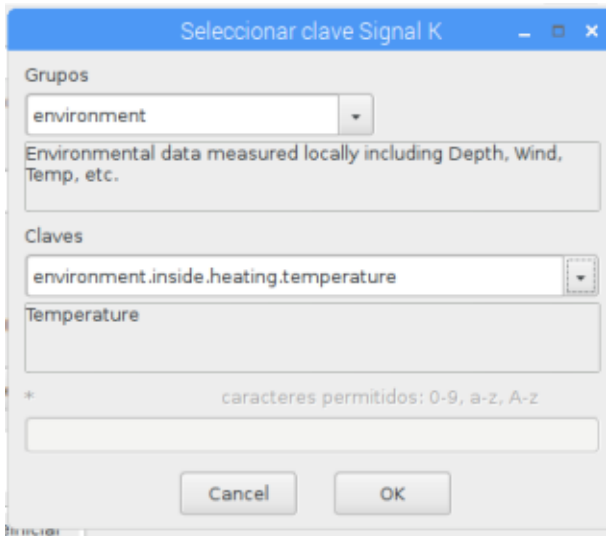 Seleccionar clave Signal K
Grupos
environment
Environmental data measured locally including Depth, Wind,
Temp, etc.
Claves
environment.inside.heating.temperature
Temperature
* caracteres permitidos: 0-9, a-z, A-z
Cancel OK